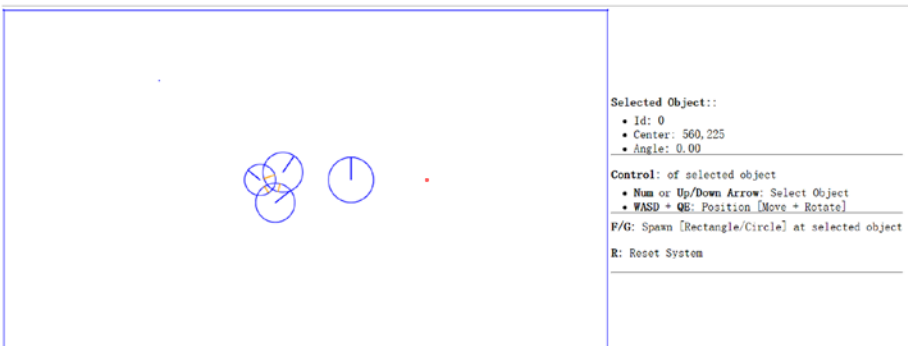 Selected Object::
• Id: 0
• Center: 560,225
• Angle: 0.00
Control: of selected object
• Num or Up/Down Arrow: Select Object
• WASD + QE: Position [Move + Rotate]
F/G: Spawn [Rectangle/Circle] at selected object
R: Reset System